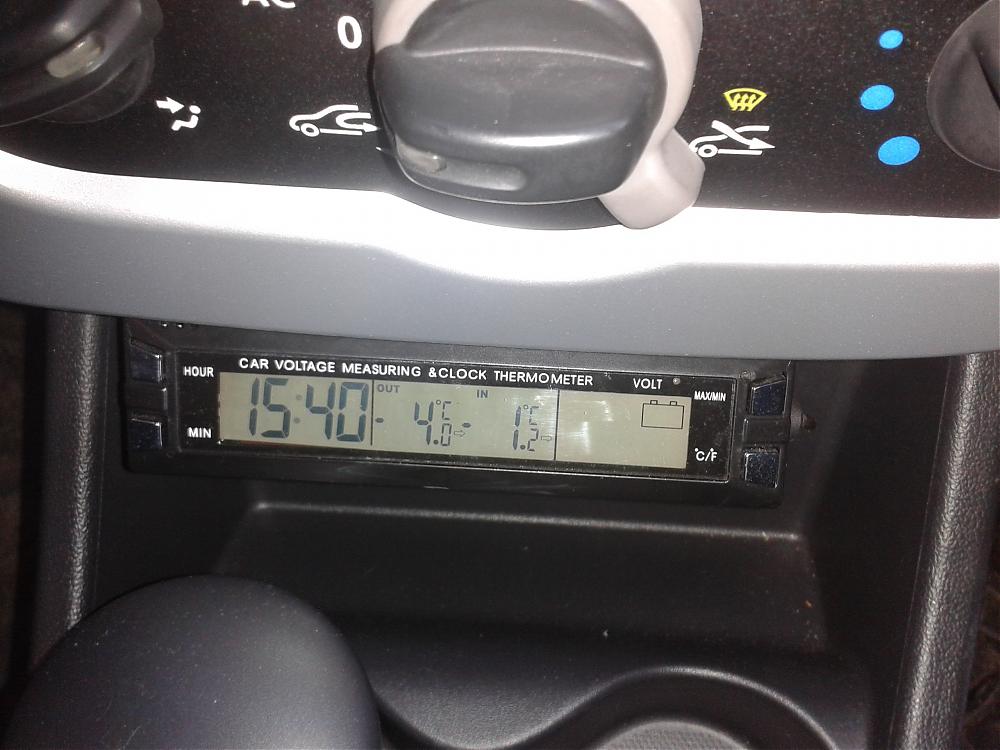 AC
0
CAR VOLTAGE MEASURING &CLOCK THERMOMETER
HOUR
VOLT
MAX/MIN
OUT
IN
15:40
-4.0°C
-1.2°C
MIN
°C/F